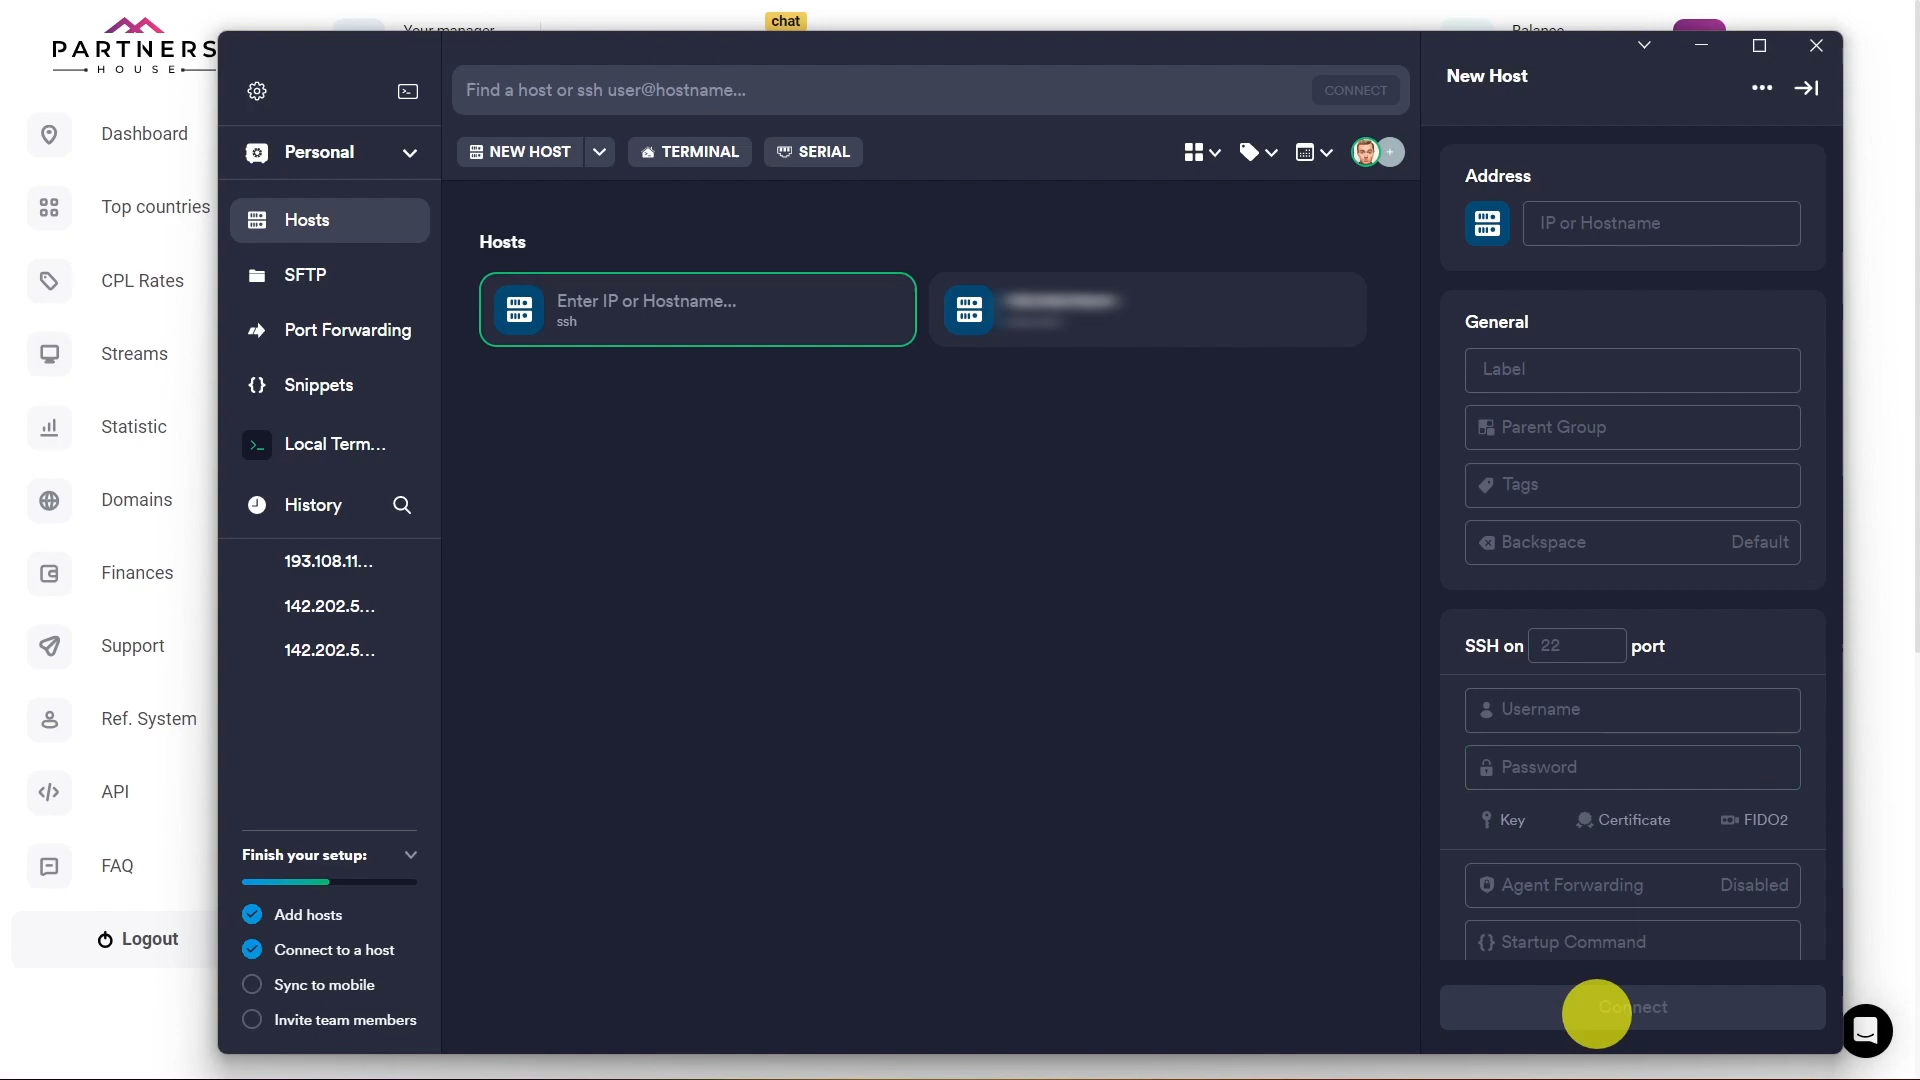 PARTNERS
HOUSE
Your manager
chat
Balance
Dashboard
Top countries
CPL Rates
Streams
Statistic
Domains
Finances
Support
Ref. System
API
FAQ
Logout
Personal
Hosts
SFTP
Port Forwarding
Snippets
Local Term...
History
193.108.11...
142.202.5...
142.202.5...
Finish your setup:
Add hosts
Connect to a host
Sync to mobile
Invite team members
Find a host or ssh user@hostname...
CONNECT
NEW HOST
TERMINAL
SERIAL
Hosts
Enter IP or Hostname...
ssh
New Host
Address
IP or Hostname
General
Label
Parent Group
Tags
Backspace Default
SSH on 22 port
Username
Password
Key Certificate FIDO2
Agent Forwarding Disabled
{} Startup Command
Connect